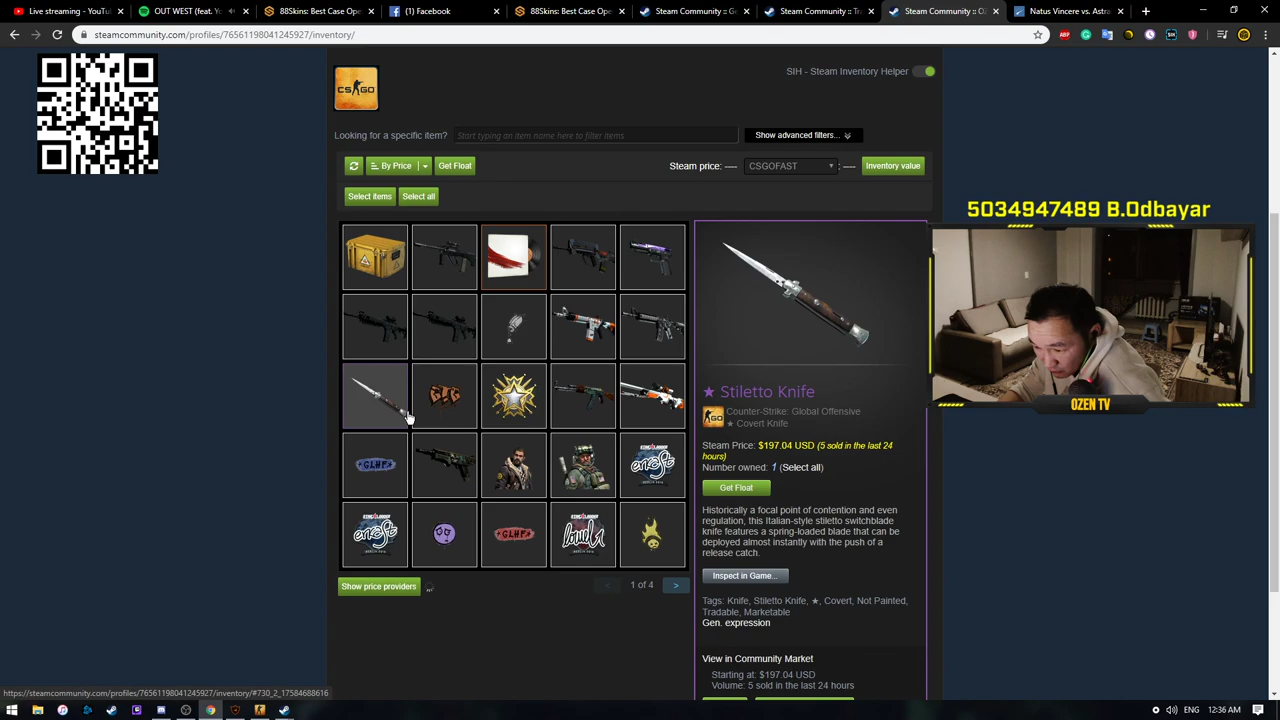 Live streaming - YouTu
OUT WEST (feat. Yo
88Skins: Best Case Ope
Facebook
88Skins: Best Case Ope
Steam Community :: Ge
Steam Community :: Tra
Steam Community :: OZ
Natus Vincere vs. Astra
steamcommunity.com/profiles/76561198041245927/inventory/
CS GO
SIH - Steam Inventory Helper
Looking for a specific item?
Start typing an item name here to filter items
Show advanced filters...
By Price
Get Float
Steam price: ----
CSGOFAST
: ----
Inventory value
Select items
Select all
5034947489 B.Odbayar
OZEN TV
★ Stiletto Knife
Counter-Strike: Global Offensive
★ Covert Knife
Steam Price: $197.04 USD (5 sold in the last 24
hours)
Number owned: 1 (Select all)
Get Float
Historically a focal point of contention and even
regulation, this Italian-style stiletto switchblade
knife features a spring-loaded blade that can be
deployed almost instantly with the push of a
release catch.
Inspect in Game...
GLHF
GLHF
Show price providers
<
1 of 4
>
Tags: Knife, Stiletto Knife, ★, Covert, Not Painted,
Tradable, Marketable
Gen. expression
View in Community Market
Starting at: $197.04 USD
Volume: 5 sold in the last 24 hours
https://steamcommunity.com/profiles/76561198041245927/inventory/#730_2_17584688616
ENG
12:36 AM